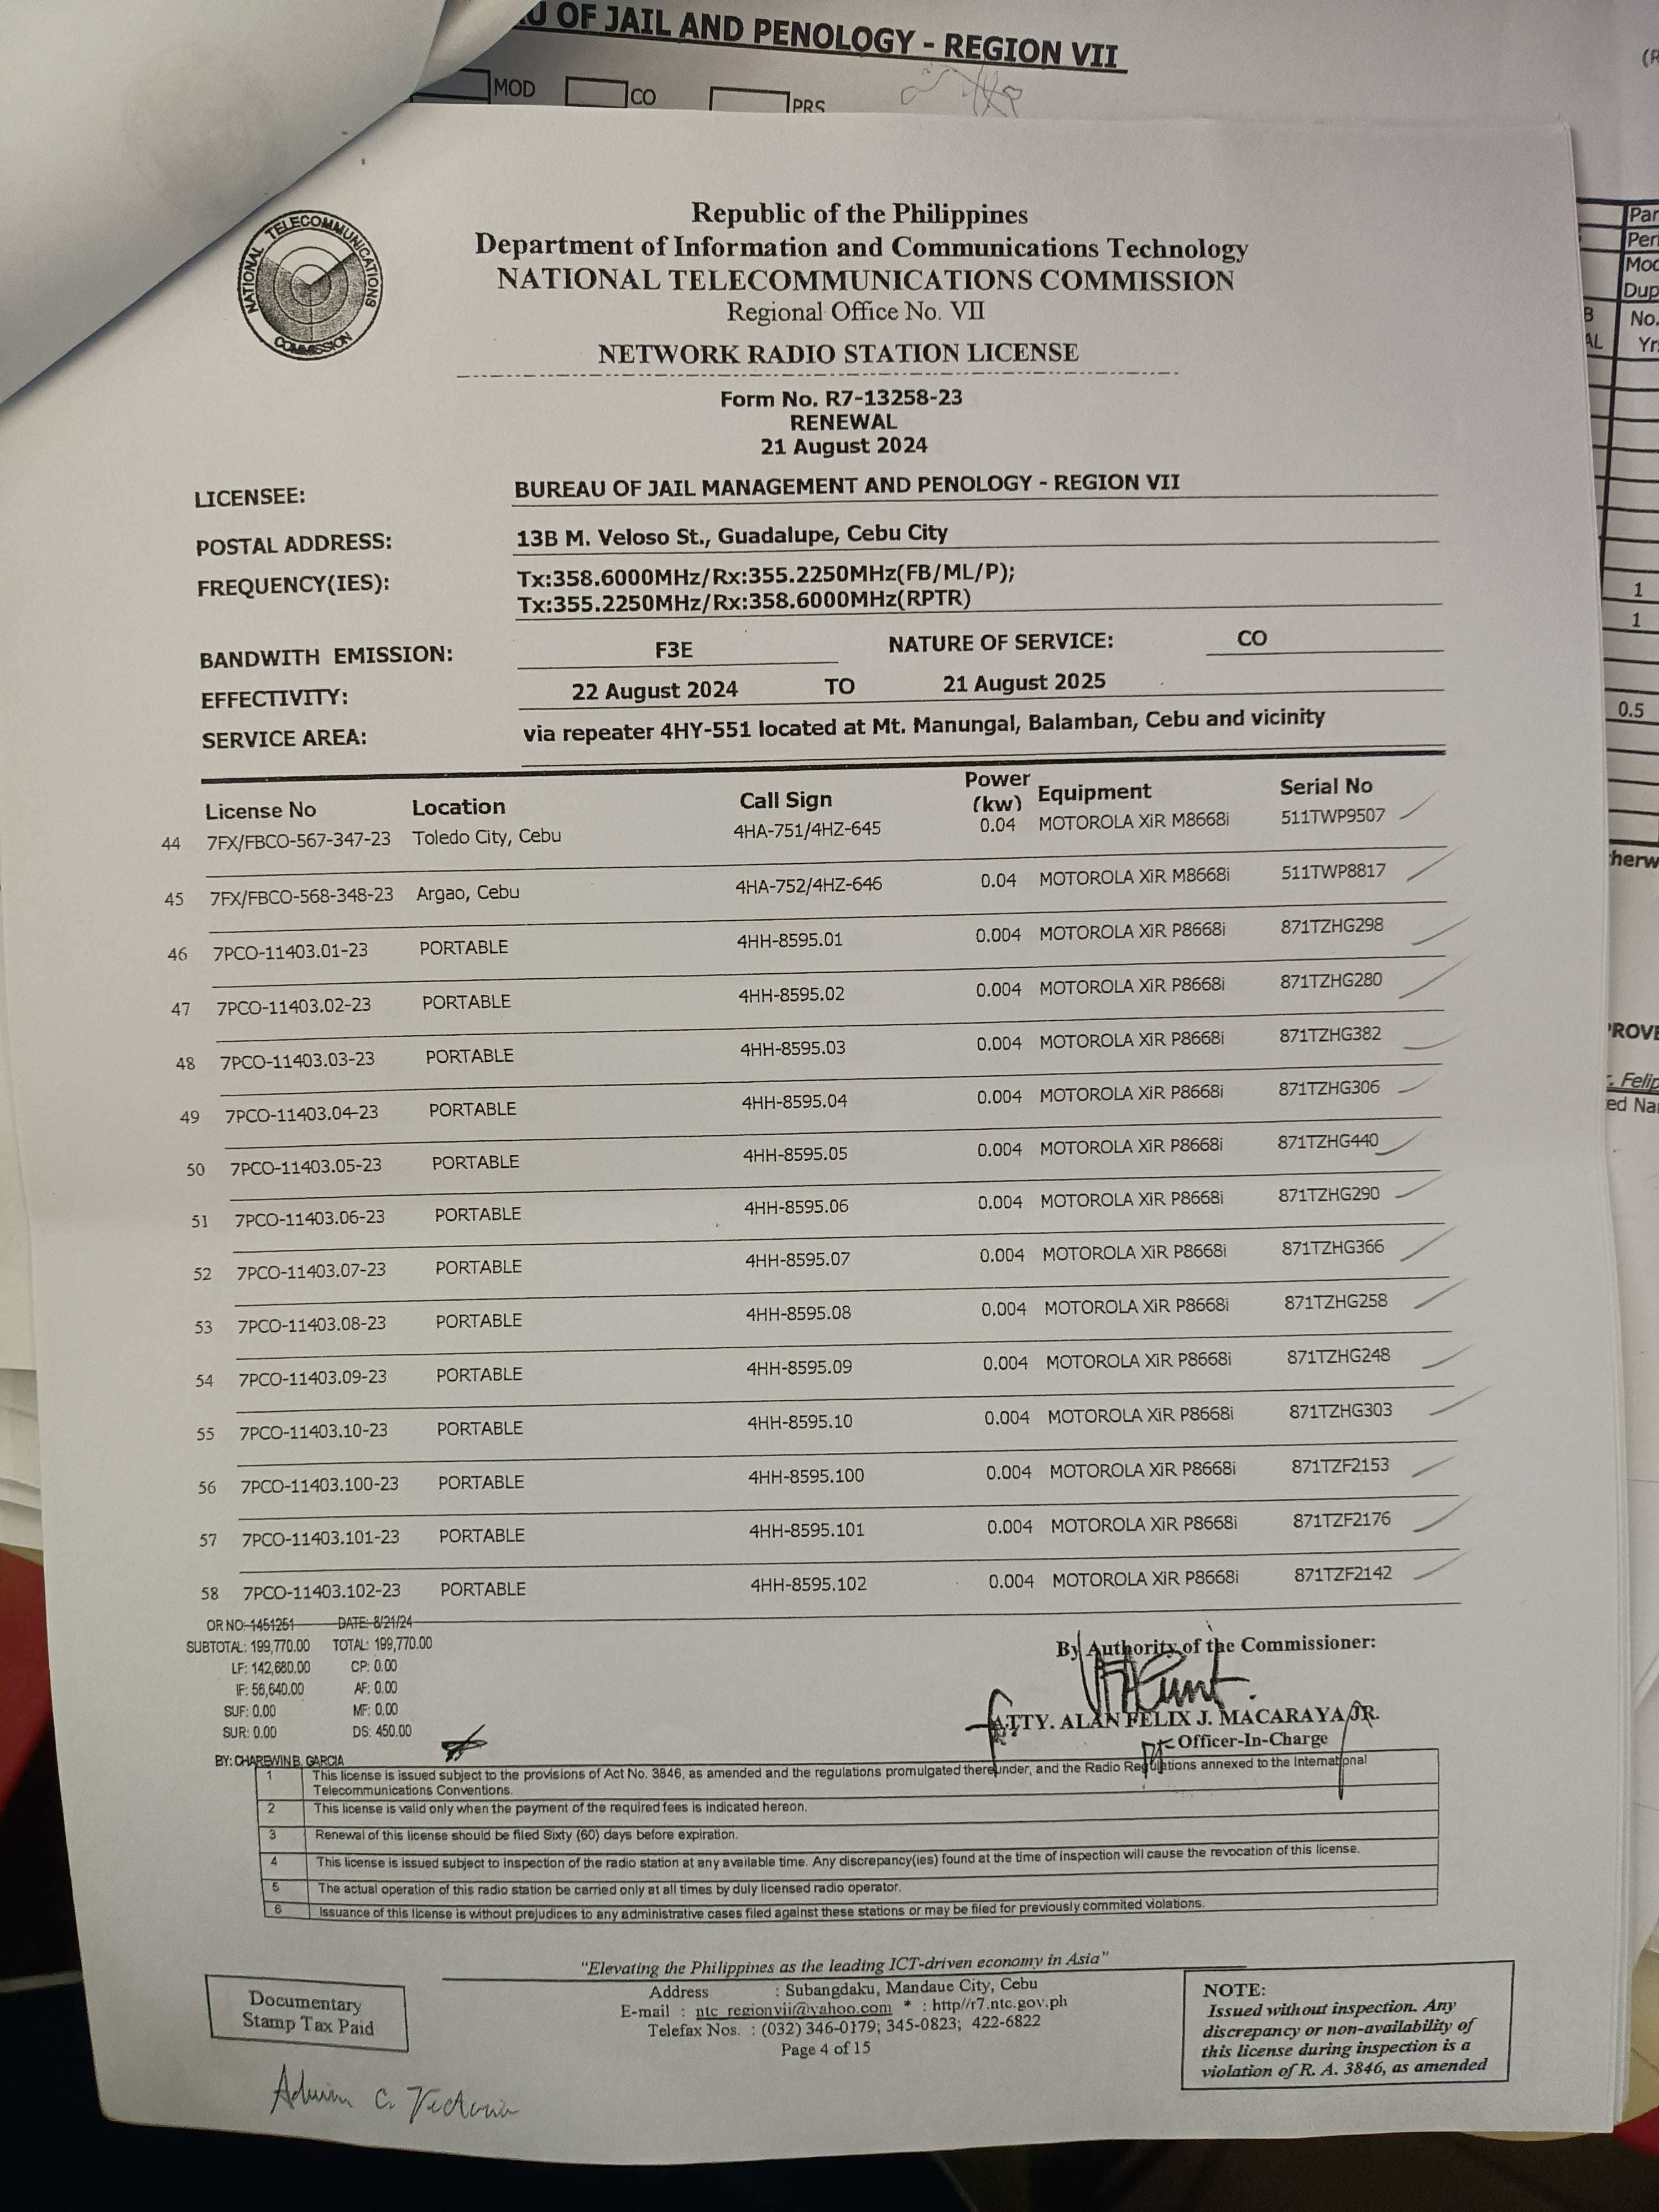 OF JAIL AND PENOLOGY - REGION VII
MOD CO PRS
NATIONAL TELECOMMUNICATIONS COMMISSION
Republic of the Philippines
Department of Information and Communications Technology
NATIONAL TELECOMMUNICATIONS COMMISSION
Regional Office No. VII
NETWORK RADIO STATION LICENSE
Form No. R7-13258-23
RENEWAL
21 August 2024
LICENSEE: BUREAU OF JAIL MANAGEMENT AND PENOLOGY - REGION VII
POSTAL ADDRESS: 13B M. Veloso St., Guadalupe, Cebu City
FREQUENCY(IES): Tx:358.6000MHz/Rx:355.2250MHz(FB/ML/P);
Tx:355.2250MHz/Rx:358.6000MHz(RPTR)
BANDWITH EMISSION: F3E NATURE OF SERVICE: CO
EFFECTIVITY: 22 August 2024 TO 21 August 2025
SERVICE AREA: via repeater 4HY-551 located at Mt. Manungal, Balamban, Cebu and vicinity
License No Location Call Sign Power (kw) Equipment Serial No
44 7FX/FBCO-567-347-23 Toledo City, Cebu 4HA-751/4HZ-645 0.04 MOTOROLA XiR M8668i 511TWP9507
45 7FX/FBCO-568-348-23 Argao, Cebu 4HA-752/4HZ-646 0.04 MOTOROLA XiR M8668i 511TWP8817
46 7PCO-11403.01-23 PORTABLE 4HH-8595.01 0.004 MOTOROLA XiR P8668i 871TZHG298
47 7PCO-11403.02-23 PORTABLE 4HH-8595.02 0.004 MOTOROLA XiR P8668i 871TZHG280
48 7PCO-11403.03-23 PORTABLE 4HH-8595.03 0.004 MOTOROLA XiR P8668i 871TZHG382
49 7PCO-11403.04-23 PORTABLE 4HH-8595.04 0.004 MOTOROLA XiR P8668i 871TZHG306
50 7PCO-11403.05-23 PORTABLE 4HH-8595.05 0.004 MOTOROLA XiR P8668i 871TZHG440
51 7PCO-11403.06-23 PORTABLE 4HH-8595.06 0.004 MOTOROLA XiR P8668i 871TZHG290
52 7PCO-11403.07-23 PORTABLE 4HH-8595.07 0.004 MOTOROLA XiR P8668i 871TZHG366
53 7PCO-11403.08-23 PORTABLE 4HH-8595.08 0.004 MOTOROLA XiR P8668i 871TZHG258
54 7PCO-11403.09-23 PORTABLE 4HH-8595.09 0.004 MOTOROLA XiR P8668i 871TZHG248
55 7PCO-11403.10-23 PORTABLE 4HH-8595.10 0.004 MOTOROLA XiR P8668i 871TZHG303
56 7PCO-11403.100-23 PORTABLE 4HH-8595.100 0.004 MOTOROLA XiR P8668i 871TZF2153
57 7PCO-11403.101-23 PORTABLE 4HH-8595.101 0.004 MOTOROLA XiR P8668i 871TZF2176
58 7PCO-11403.102-23 PORTABLE 4HH-8595.102 0.004 MOTOROLA XiR P8668i 871TZF2142
OR NO: 1451251 DATE: 8/21/24
SUBTOTAL: 199,770.00 TOTAL: 199,770.00
LF: 142,680.00 CP: 0.00
IF: 56,640.00 AF: 0.00
SUF: 0.00 MF: 0.00
SUR: 0.00 DS: 450.00
BY: CHAREWIN B. GARCIA
By Authority of the Commissioner:
ATTY. ALAN FELIX J. MACARAYA JR.
Officer-In-Charge
1 This license is issued subject to the provisions of Act No. 3846, as amended and the regulations promulgated thereunder, and the Radio Regulations annexed to the International
Telecommunications Conventions.
2 This license is valid only when the payment of the required fees is indicated hereon.
3 Renewal of this license should be filed Sixty (60) days before expiration.
4 This license is issued subject to inspection of the radio station at any available time. Any discrepancy(ies) found at the time of inspection will cause the revocation of this license.
5 The actual operation of this radio station be carried only at all times by duly licensed radio operator.
6 Issuance of this license is without prejudices to any administrative cases filed against these stations or may be filed for previously commited violations.
"Elevating the Philippines as the leading ICT-driven economy in Asia"
Address : Subangdaku, Mandaue City, Cebu
E-mail : ntc_regionvii@yahoo.com * : http//r7.ntc.gov.ph
Telefax Nos. : (032) 346-0179; 345-0823; 422-6822
Page 4 of 15
Documentary
Stamp Tax Paid
NOTE:
Issued without inspection. Any
discrepancy or non-availability of
this license during inspection is a
violation of R. A. 3846, as amended
Par
Per
Mod
Dup
No.
Yr
1
1
0.5